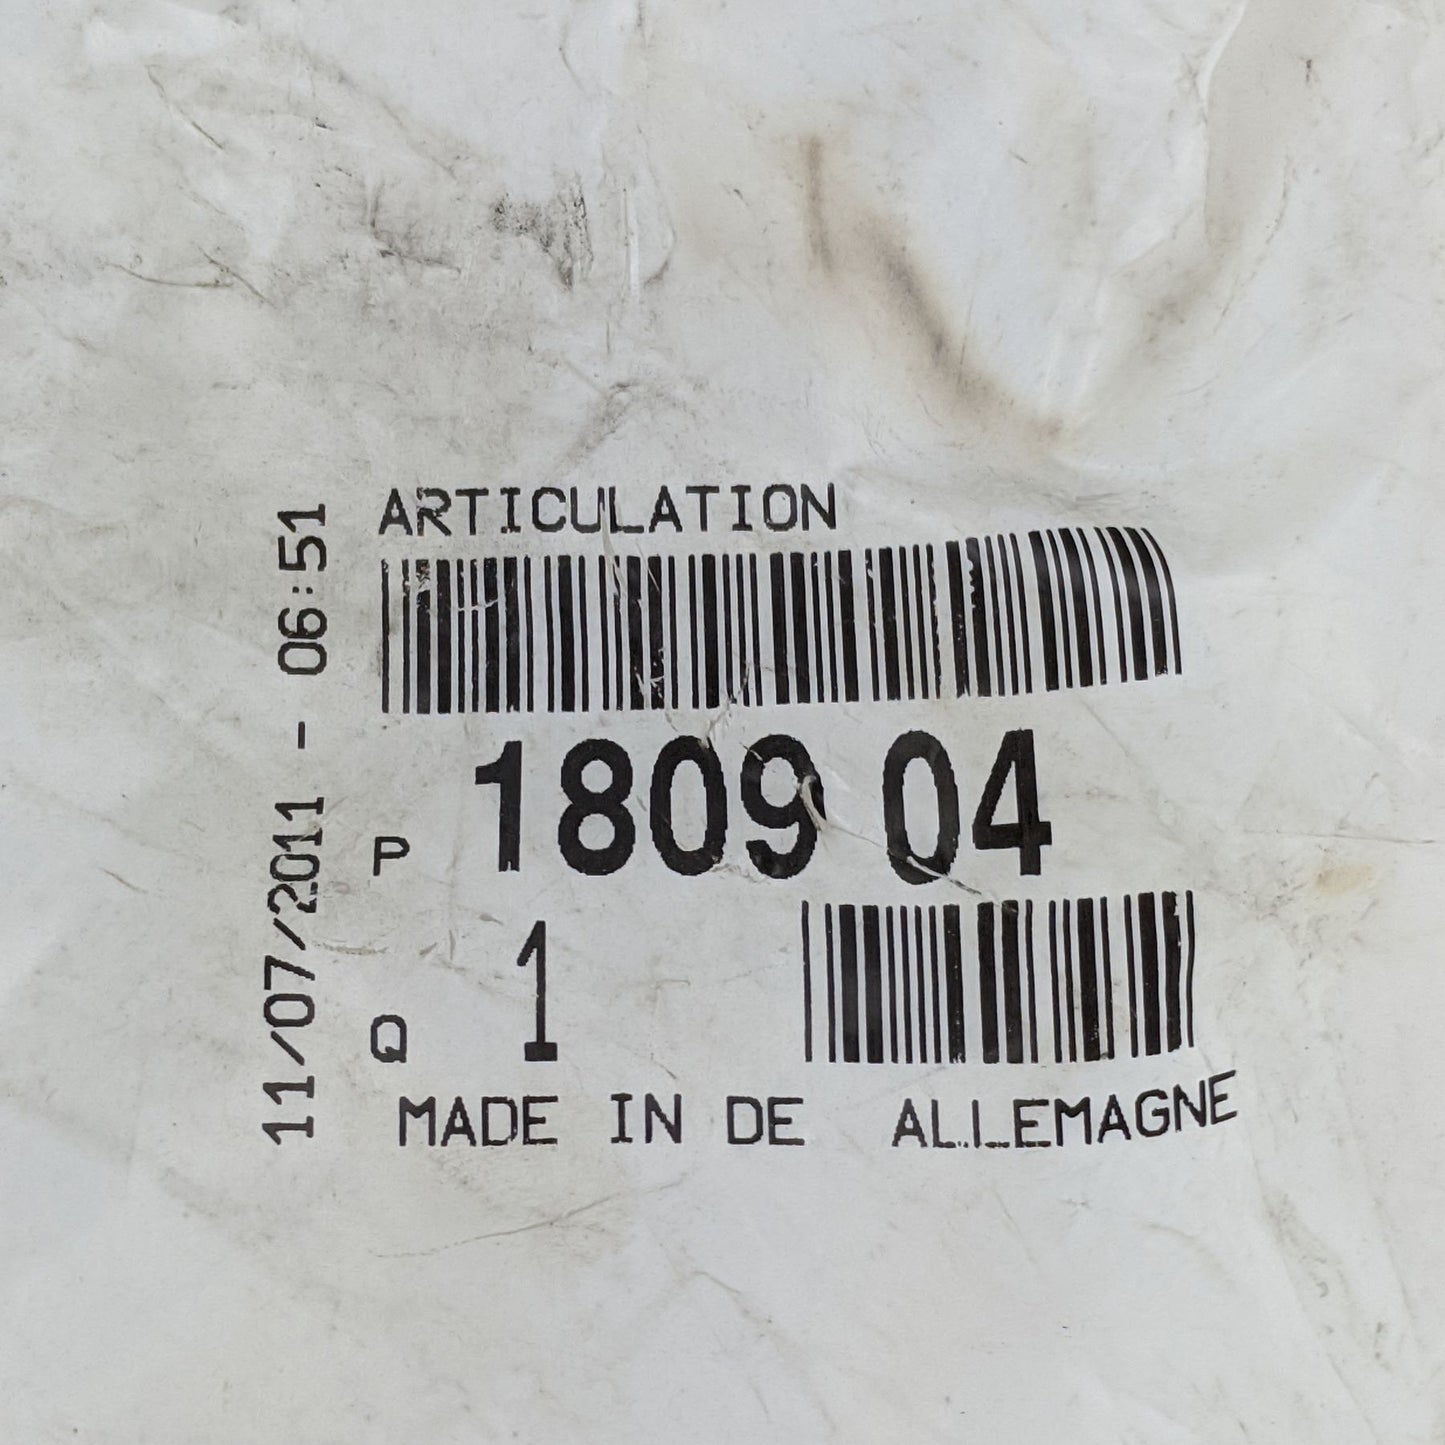 ARTICULATION
P 1809 04
Q 1
MADE IN DE ALLEMAGNE
11/07/2011 - 06:51